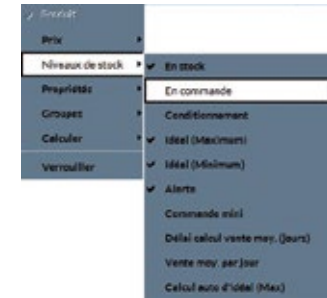 Produit
Prix
Niveaux de stock
Propriétés
Groupes
Calculer
Verrouiller
En stock
En commande
Conditionnement
Idéal (Maximum)
Idéal (Minimum)
Alerte
Commande mini
Délai calcul vente moy. (jours)
Vente moy. par jour
Calcul auto d'idéal (Max)